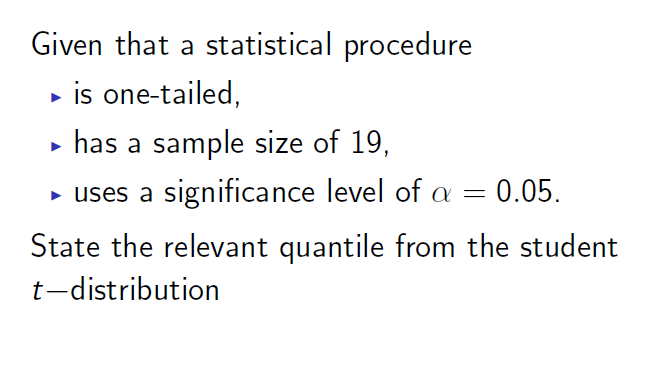 Given that a statistical procedure
▶ is one-tailed,
▶ has a sample size of 19,
▶ uses a significance level of α = 0.05.
State the relevant quantile from the student
t−distribution